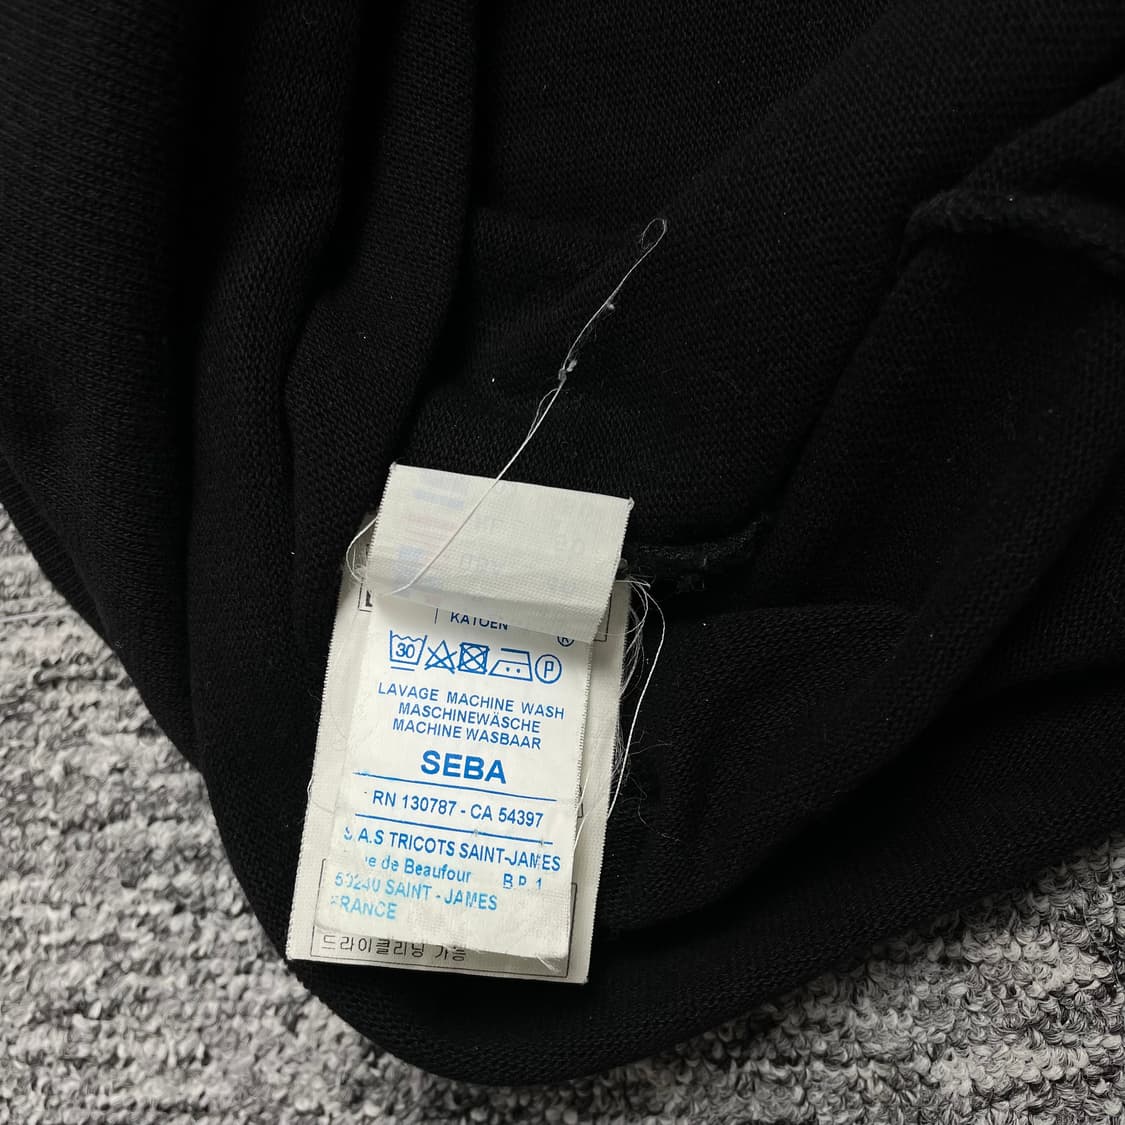 KATOEN
®
30
P
LAVAGE MACHINE WASH
MASCHINEWÄSCHE
MACHINE WASBAAR
SEBA
RN 130787 - CA 54397
S.A.S TRICOTS SAINT-JAMES
de Beaufour B P 1
50240 SAINT - JAMES
FRANCE
드라이클리닝 가능